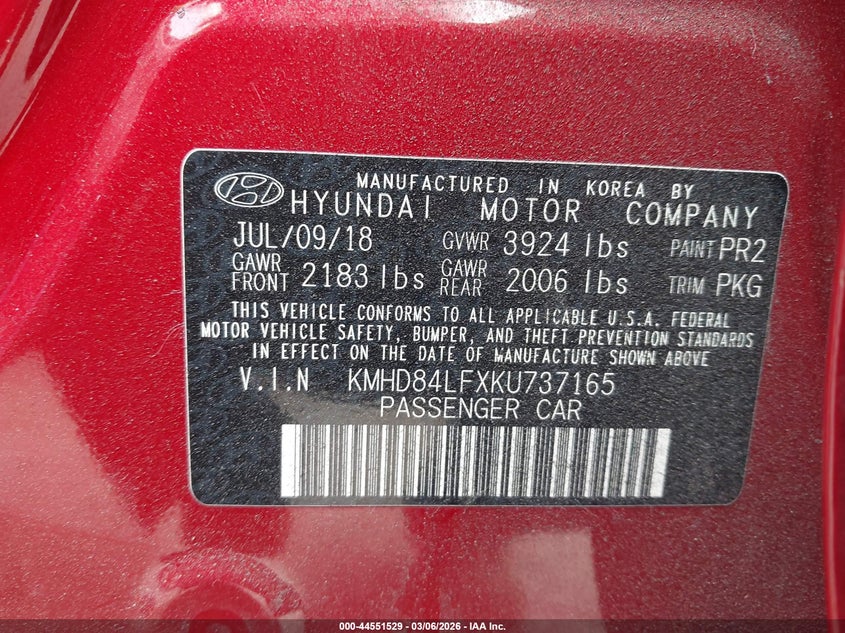 MANUFACTURED IN KOREA BY
HYUNDAI MOTOR COMPANY
JUL/09/18 GVWR 3924 lbs PAINT PR2
GAWR FRONT 2183 lbs GAWR REAR 2006 lbs TRIM PKG
THIS VEHICLE CONFORMS TO ALL APPLICABLE U.S.A. FEDERAL
MOTOR VEHICLE SAFETY, BUMPER, AND THEFT PREVENTION STANDARDS
IN EFFECT ON THE DATE OF MANUFACTURE SHOWN ABOVE
V.I.N KMHD84LFXKU737165
PASSENGER CAR
000-44551529 - 03/06/2026 - IAA Inc.